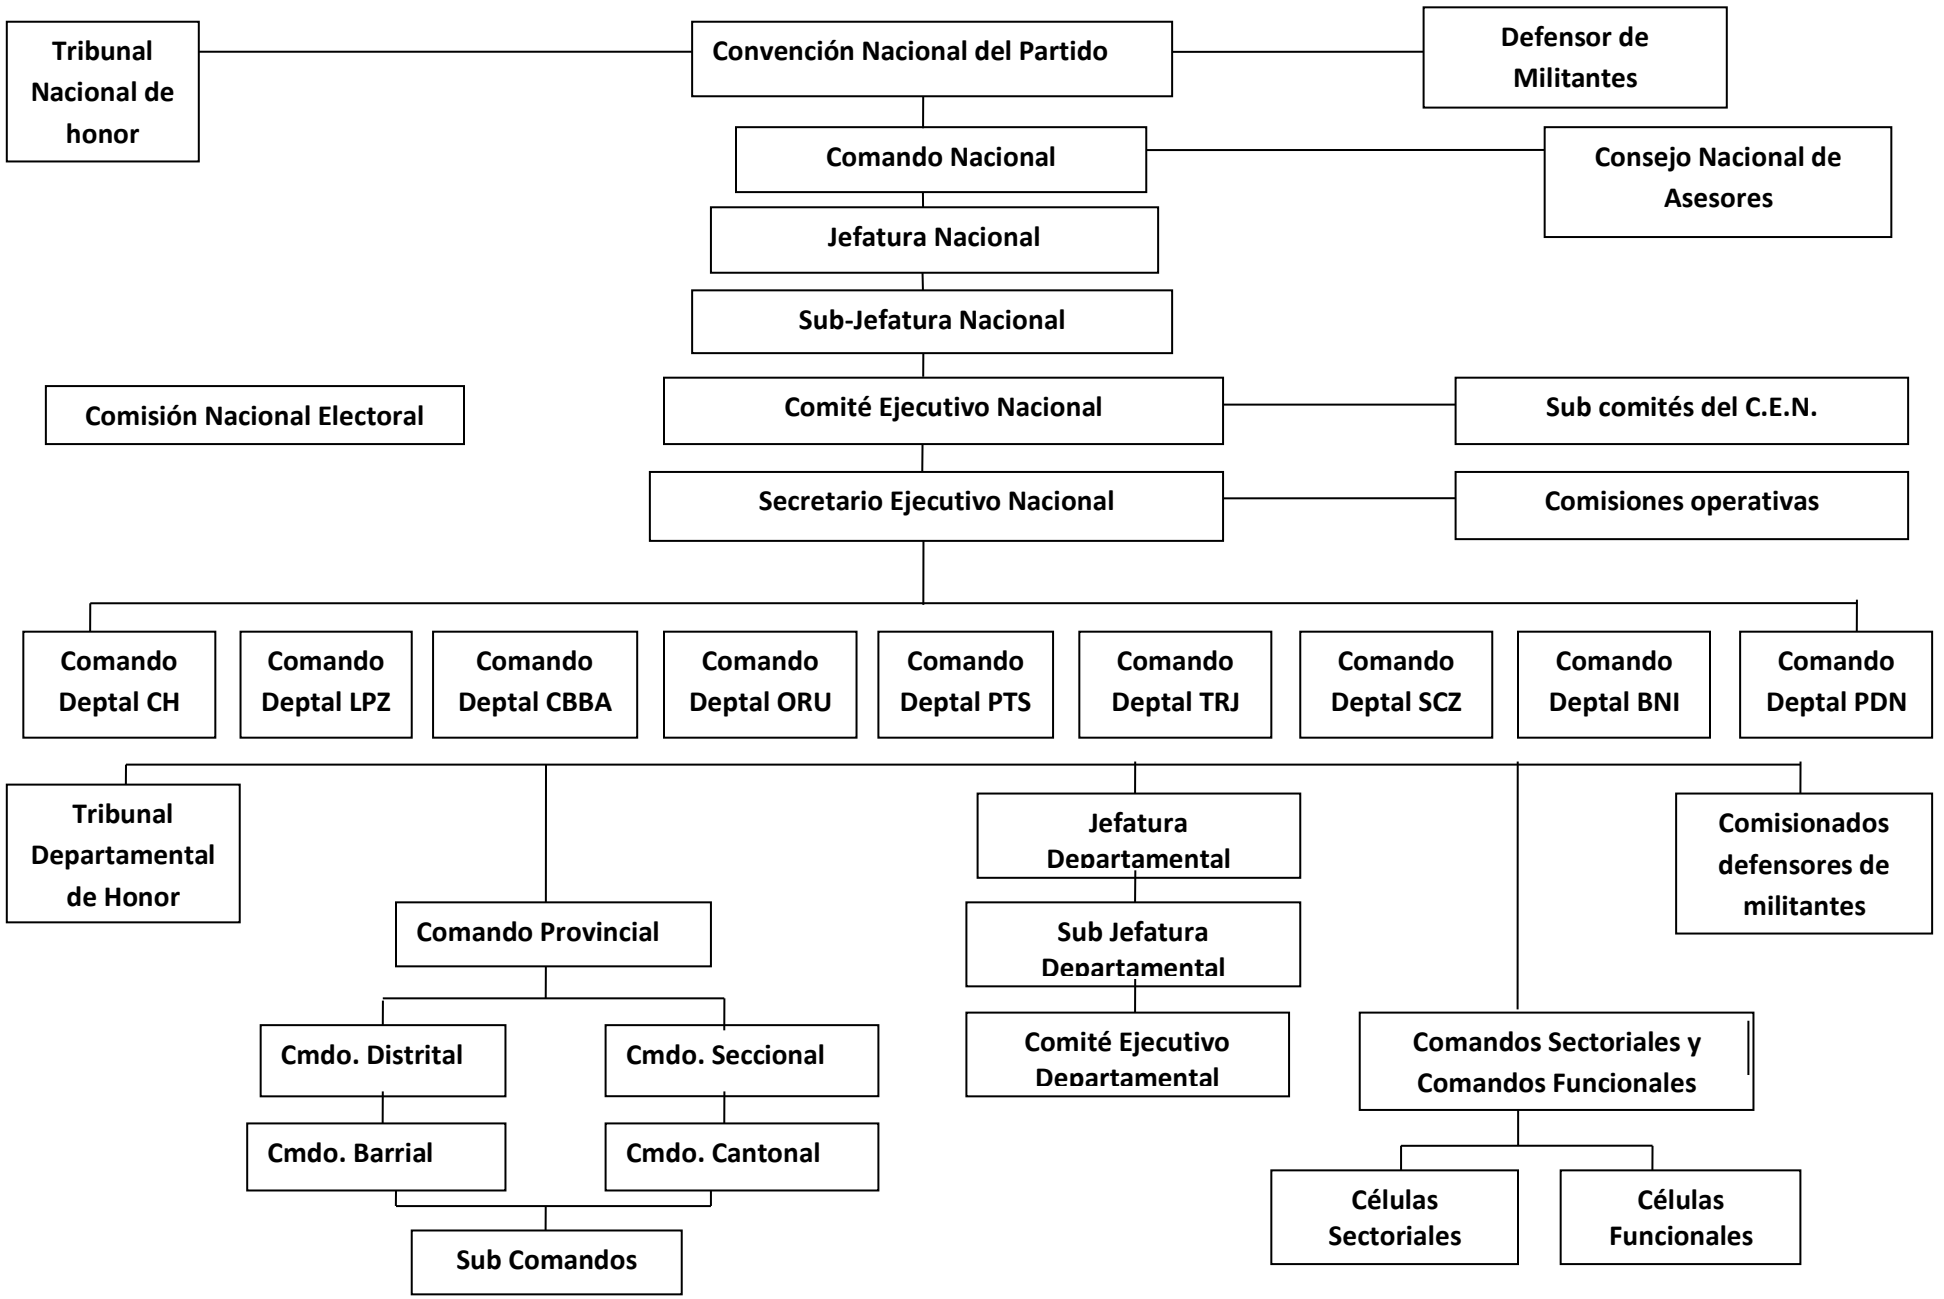 Tribunal
Nacional de
honor
Convención Nacional del Partido
Defensor de
Militantes
Comando Nacional
Consejo Nacional de
Asesores
Jefatura Nacional
Sub-Jefatura Nacional
Comisión Nacional Electoral
Comité Ejecutivo Nacional
Sub comités del C.E.N.
Secretario Ejecutivo Nacional
Comisiones operativas
Comando
Deptal CH
Comando
Deptal LPZ
Comando
Deptal CBBA
Comando
Deptal ORU
Comando
Deptal PTS
Comando
Deptal TRJ
Comando
Deptal SCZ
Comando
Deptal BNI
Comando
Deptal PDN
Tribunal
Departamental
de Honor
Jefatura
Departamental
Comisionados
defensores de
militantes
Comando Provincial
Sub Jefatura
Departamental
Cmdo. Distrital
Cmdo. Seccional
Comité Ejecutivo
Departamental
Comandos Sectoriales y
Comandos Funcionales
Cmdo. Barrial
Cmdo. Cantonal
Células
Sectoriales
Células
Funcionales
Sub Comandos